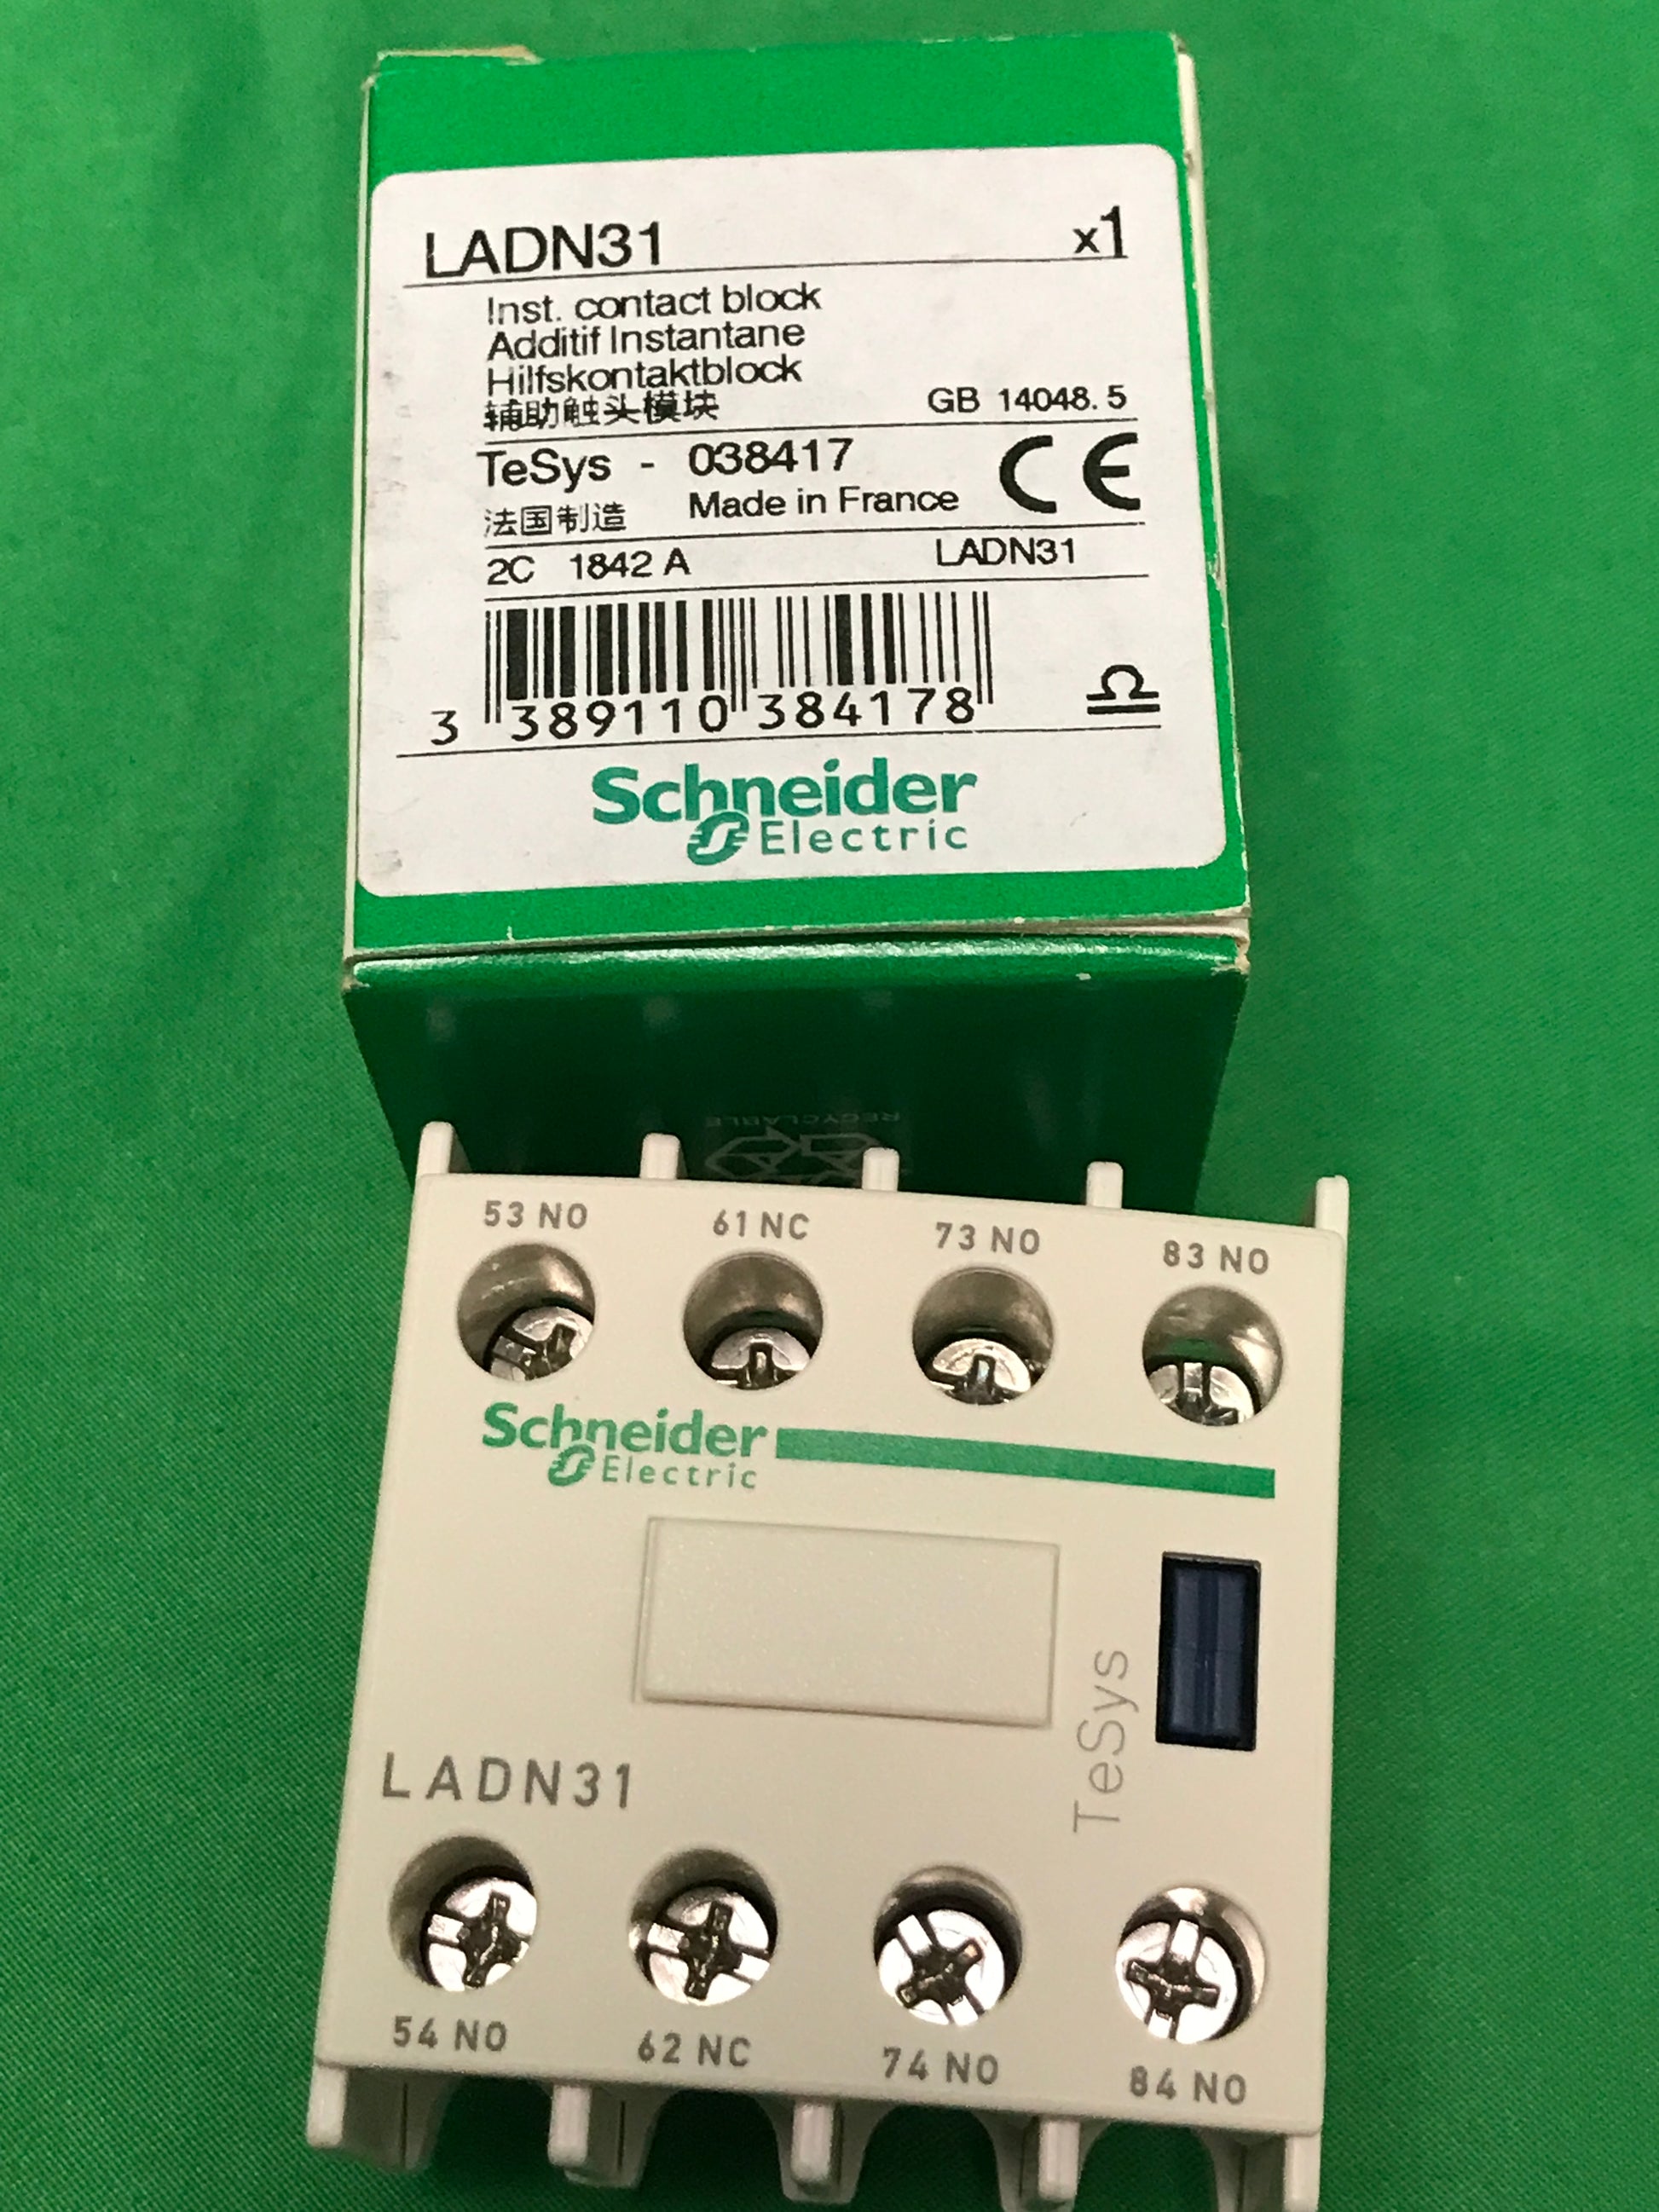 LADN31 x1
Inst. contact block
Additif Instantane
Hilfskontaktblock
辅助触头模块 GB 14048.5
TeSys - 038417
法国制造 Made in France CE
2C 1842 A LADN31
3 389110 384178
Schneider
Electric
RECYCLABLE
53 NO 61 NC 73 NO 83 NO
Schneider
Electric
TeSys
LADN31
54 NO 62 NC 74 NO 84 NO